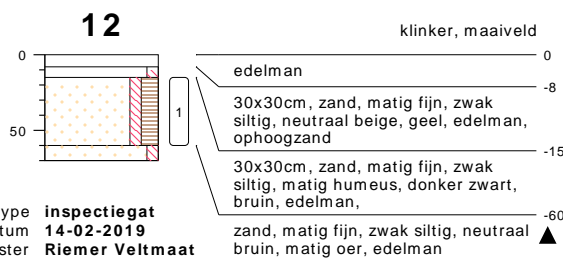 12
klinker, maaiveld
0
0
edelman
-8
30x30cm, zand, matig fijn, zwak
siltig, neutraal beige, geel, edelman,
ophoogzand
-15
50
1
30x30cm, zand, matig fijn, zwak
siltig, matig humeus, donker zwart,
bruin, edelman,
-60
zand, matig fijn, zwak siltig, neutraal
bruin, matig oer, edelman
ype inspectiegat
tum 14-02-2019
ster Riemer Veltmaat